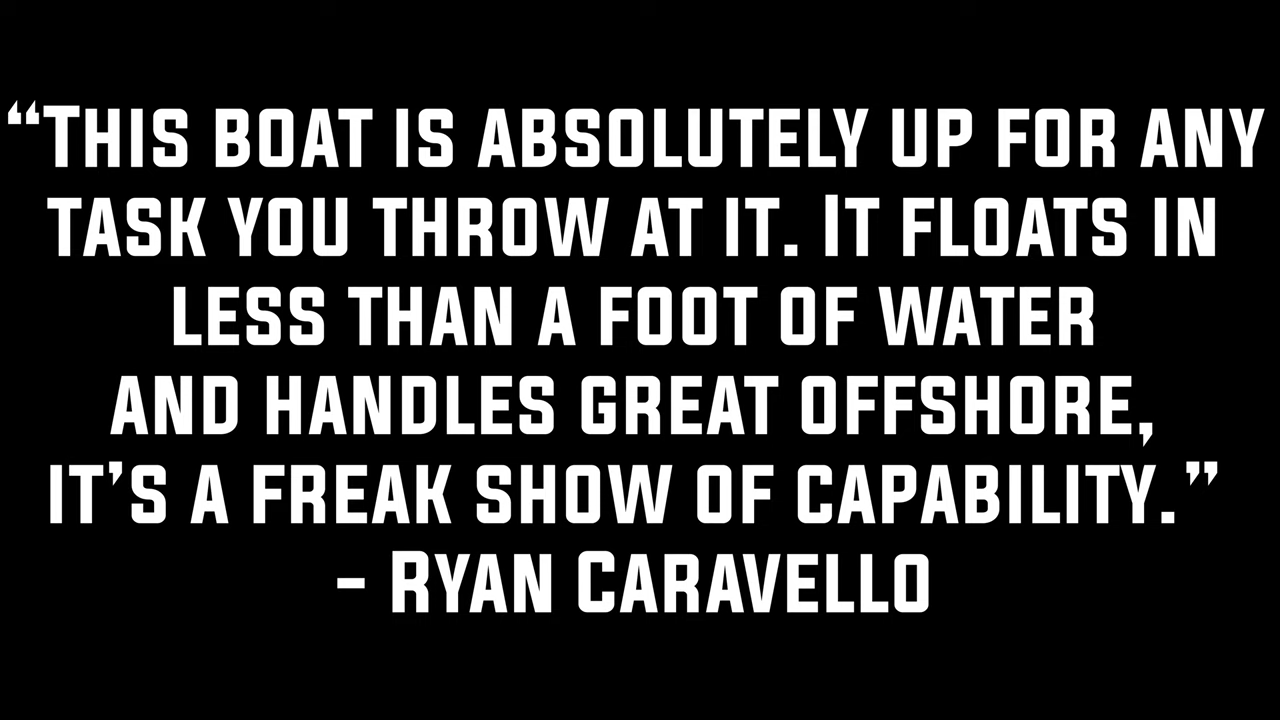 “This boat is absolutely up for any
task you throw at it. It floats in
less than a foot of water
and handles great offshore,
it’s a freak show of capability.”
- Ryan Caravello